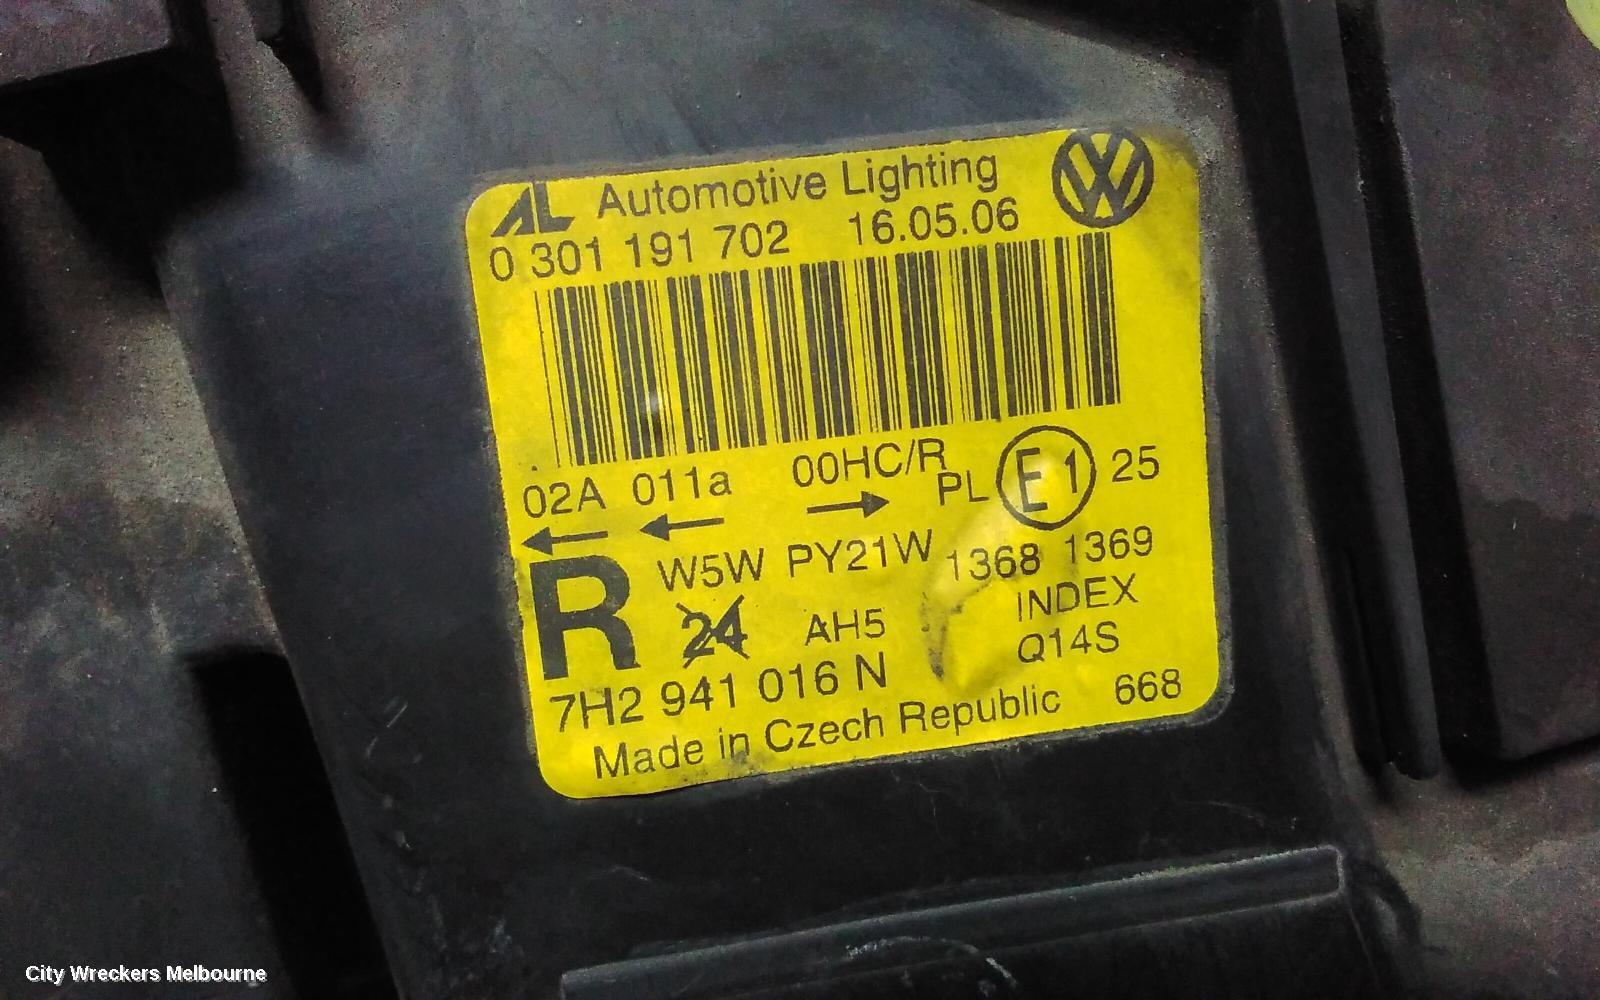 AL Automotive Lighting
0 301 191 702 16.05.06
02A 011a 00HC/R
PL E1 25
R W5W PY21W 1368 1369
24 AH5 INDEX
Q14S
7H2 941 016 N
Made in Czech Republic 668
City Wreckers Melbourne